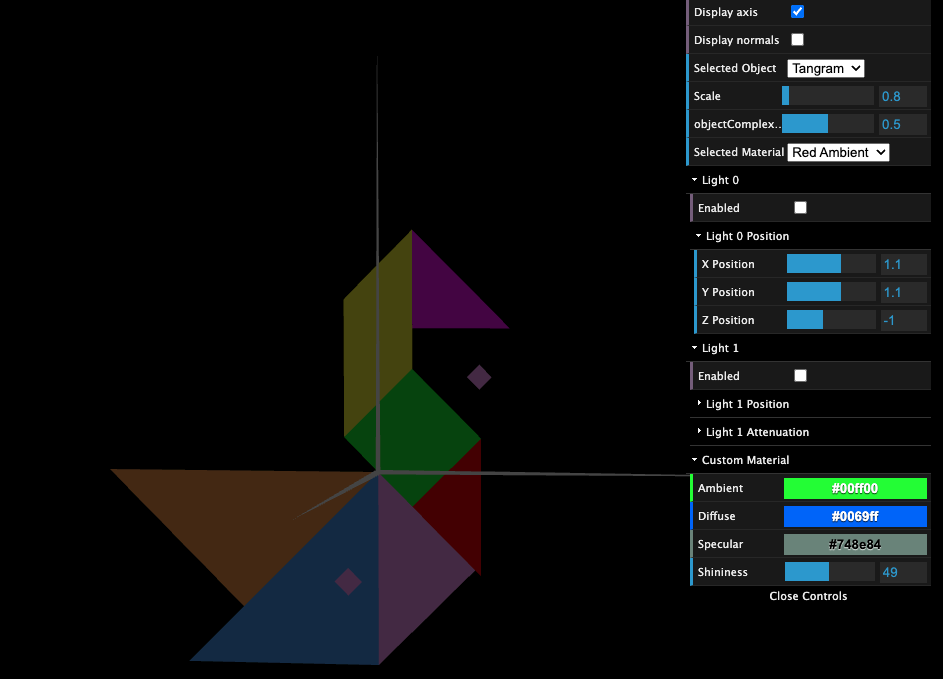 Display axis
Display normals
Selected Object Tangram
Scale 0.8
objectComplex.. 0.5
Selected Material Red Ambient
Light 0
Enabled
Light 0 Position
X Position 1.1
Y Position 1.1
Z Position -1
Light 1
Enabled
Light 1 Position
Light 1 Attenuation
Custom Material
Ambient #00ff00
Diffuse #0069ff
Specular #748e84
Shininess 49
Close Controls